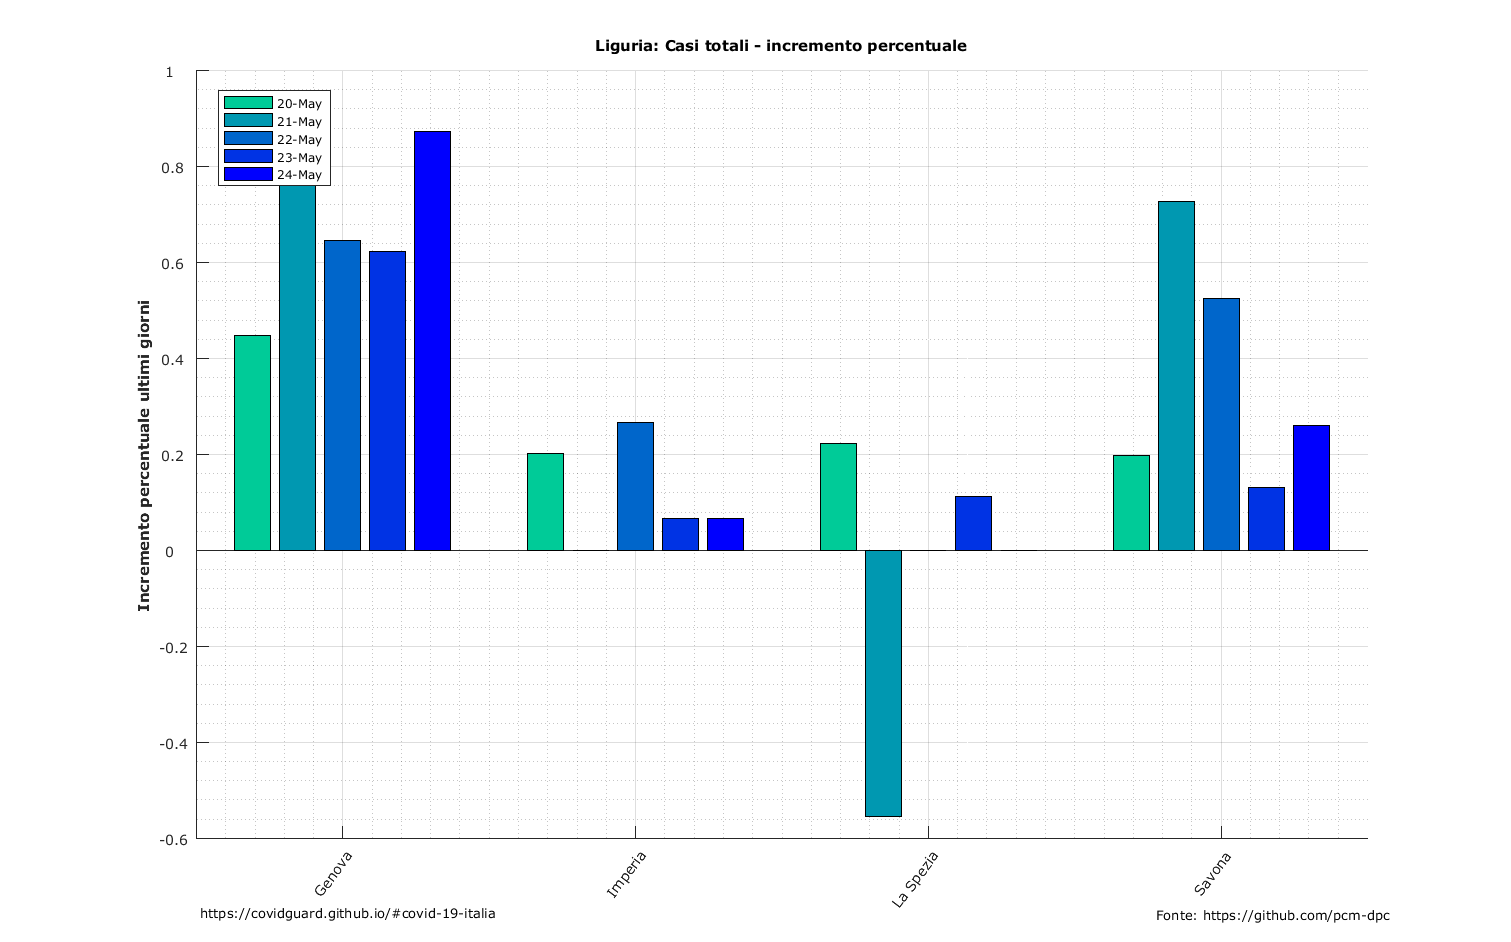 Liguria: Casi totali - incremento percentuale
1
0.8
0.6
0.4
0.2
0
-0.2
-0.4
-0.6
Incremento percentuale ultimi giorni
20-May
21-May
22-May
23-May
24-May
Genova
Imperia
La Spezia
Savona
https://covidguard.github.io/#covid-19-italia
Fonte: https://github.com/pcm-dpc